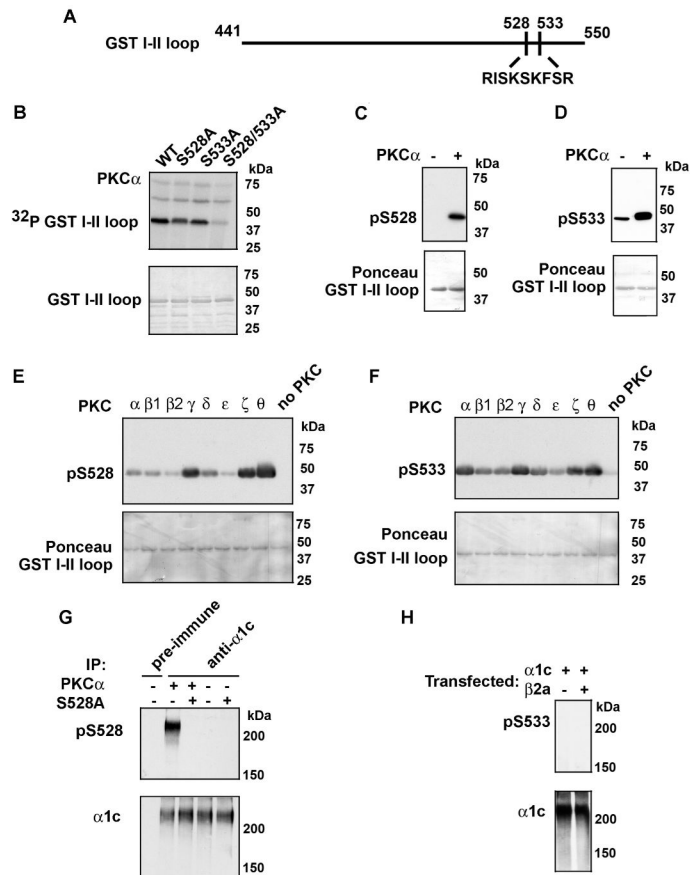 A
GST I-II loop
441
528 533
550
RISKSKFSR
B
WT
S528A
S533A
S528/533A
PKCα
kDa
75
50
37
25
32P GST I-II loop
75
50
37
25
GST I-II loop
C
PKCα - +
kDa
75
50
37
pS528
Ponceau
GST I-II loop
50
37
D
PKCα - +
kDa
75
50
37
pS533
Ponceau
GST I-II loop
50
37
E
PKC α β1 β2 γ δ ε ζ θ no PKC
kDa
75
50
37
pS528
Ponceau
GST I-II loop
75
50
37
25
F
PKC α β1 β2 γ δ ε ζ θ no PKC
kDa
75
50
37
pS533
Ponceau
GST I-II loop
75
50
37
25
G
IP: pre-immune anti-α1c
PKCα - + + - -
S528A - - + - +
kDa
pS528
200
150
α1c
200
150
H
Transfected: α1c + +
β2a - +
kDa
pS533
200
150
α1c
200
150